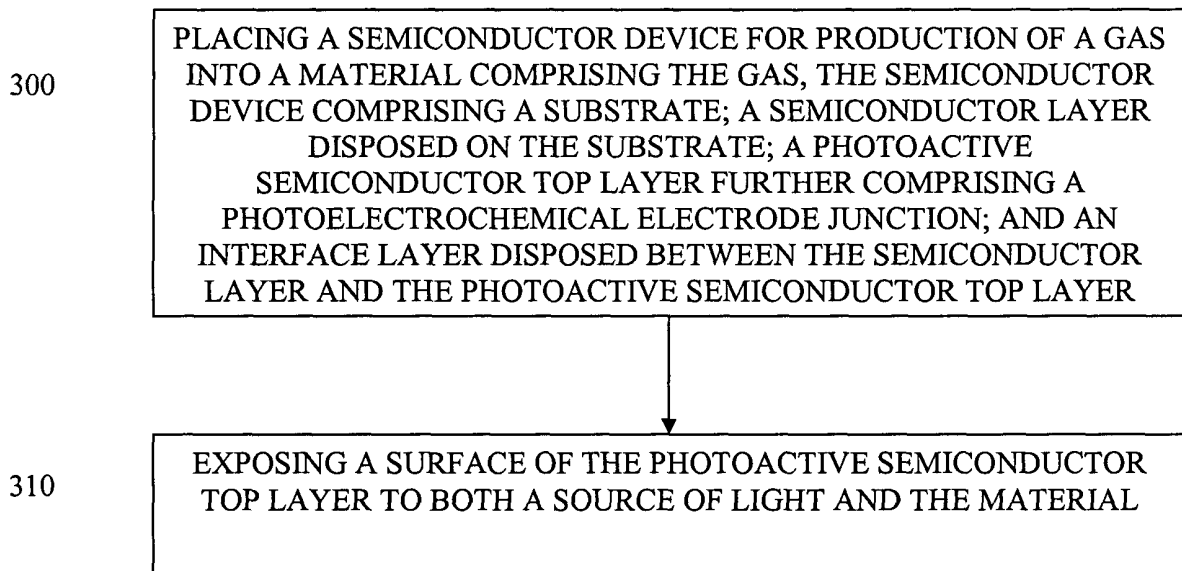 300
PLACING A SEMICONDUCTOR DEVICE FOR PRODUCTION OF A GAS
INTO A MATERIAL COMPRISING THE GAS, THE SEMICONDUCTOR
DEVICE COMPRISING A SUBSTRATE; A SEMICONDUCTOR LAYER
DISPOSED ON THE SUBSTRATE; A PHOTOACTIVE
SEMICONDUCTOR TOP LAYER FURTHER COMPRISING A
PHOTOELECTROCHEMICAL ELECTRODE JUNCTION; AND AN
INTERFACE LAYER DISPOSED BETWEEN THE SEMICONDUCTOR
LAYER AND THE PHOTOACTIVE SEMICONDUCTOR TOP LAYER
310
EXPOSING A SURFACE OF THE PHOTOACTIVE SEMICONDUCTOR
TOP LAYER TO BOTH A SOURCE OF LIGHT AND THE MATERIAL